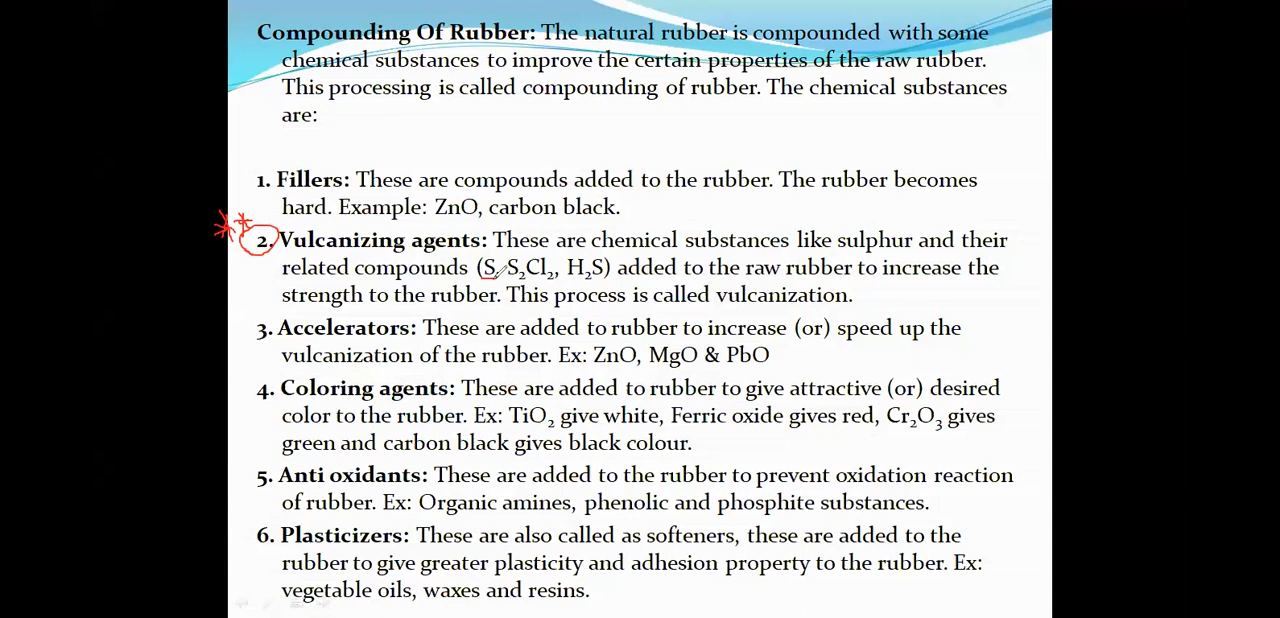 Compounding Of Rubber: The natural rubber is compounded with some
chemical substances to improve the certain properties of the raw rubber.
This processing is called compounding of rubber. The chemical substances
are:
1. Fillers: These are compounds added to the rubber. The rubber becomes
hard. Example: ZnO, carbon black.
2. Vulcanizing agents: These are chemical substances like sulphur and their
related compounds (S, S₂Cl₂, H₂S) added to the raw rubber to increase the
strength to the rubber. This process is called vulcanization.
3. Accelerators: These are added to rubber to increase (or) speed up the
vulcanization of the rubber. Ex: ZnO, MgO & PbO
4. Coloring agents: These are added to rubber to give attractive (or) desired
color to the rubber. Ex: TiO₂ give white, Ferric oxide gives red, Cr₂O₃ gives
green and carbon black gives black colour.
5. Anti oxidants: These are added to the rubber to prevent oxidation reaction
of rubber. Ex: Organic amines, phenolic and phosphite substances.
6. Plasticizers: These are also called as softeners, these are added to the
rubber to give greater plasticity and adhesion property to the rubber. Ex:
vegetable oils, waxes and resins.